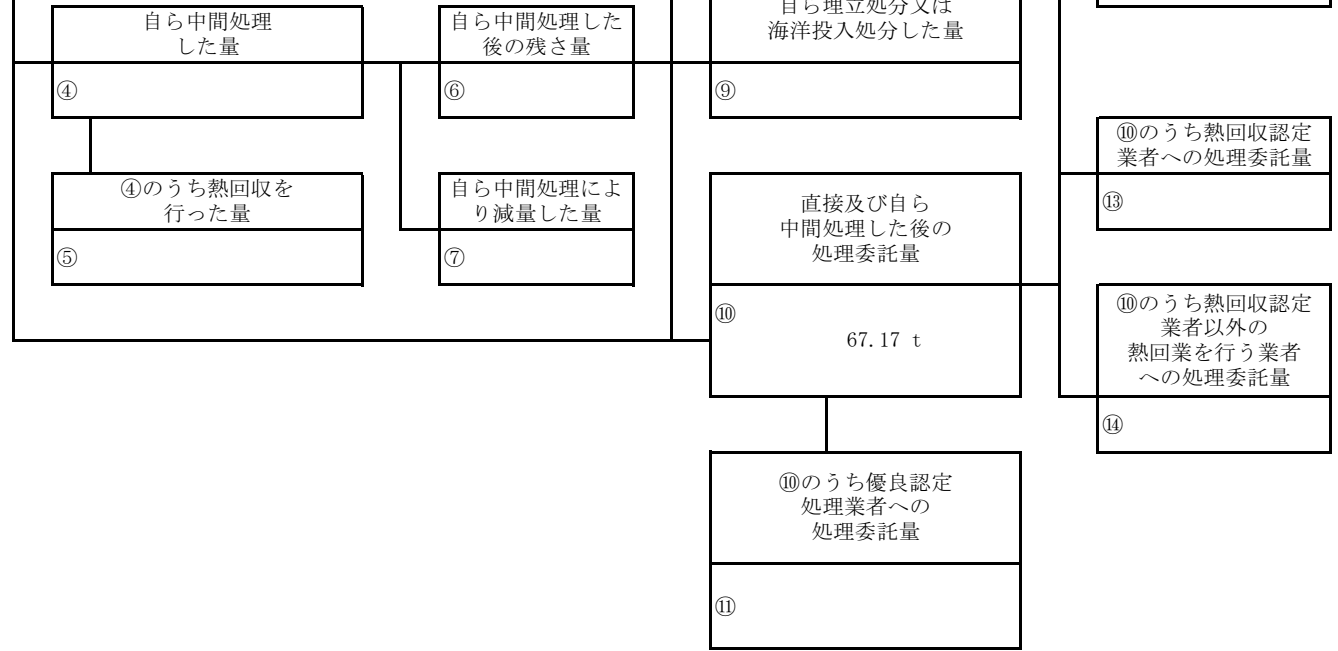 自ら中間処理
した量
④
自ら中間処理した
後の残さ量
⑥
自ら埋立処分又は
海洋投入処分した量
⑨
④のうち熱回収を
行った量
⑤
自ら中間処理によ
り減量した量
⑦
直接及び自ら
中間処理した後の
処理委託量
⑩
67.17 t
⑩のうち熱回収認定
業者への処理委託量
⑬
⑩のうち熱回収認定
業者以外の
熱回業を行う業者
への処理委託量
⑭
⑩のうち優良認定
処理業者への
処理委託量
⑪